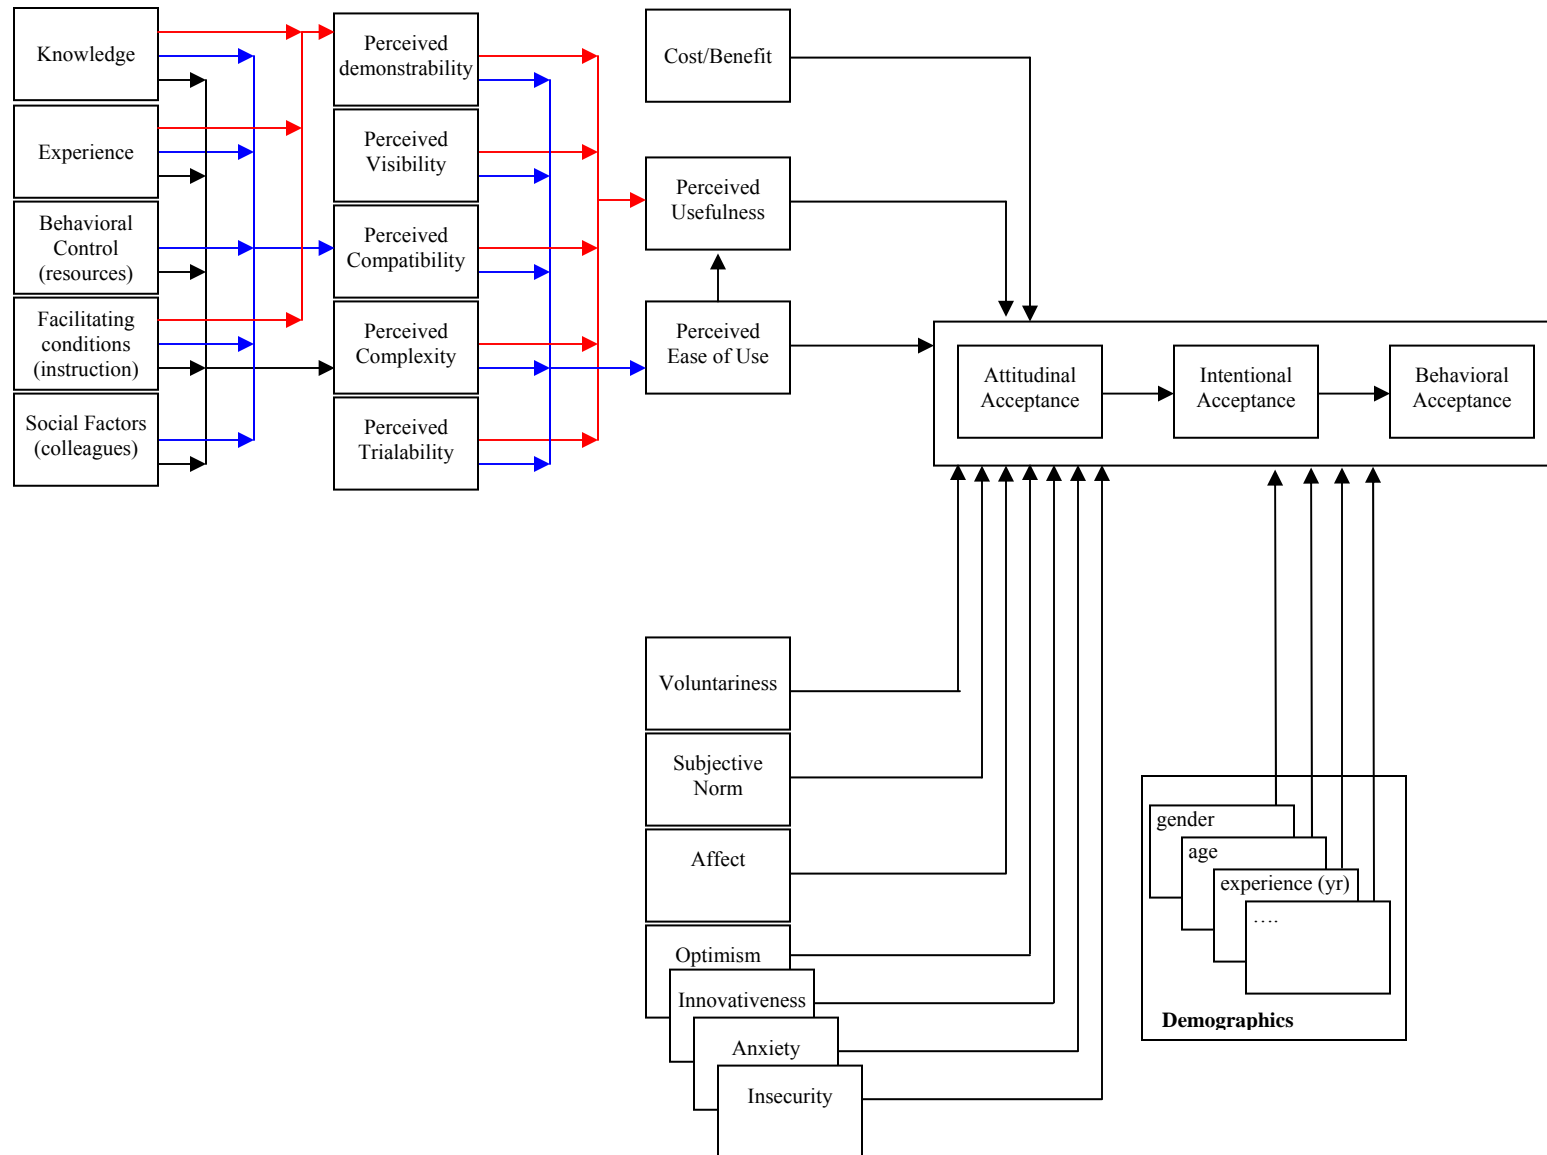 Knowledge
Experience
Behavioral
Control
(resources)
Facilitating
conditions
(instruction)
Social Factors
(colleagues)
Perceived
demonstrability
Perceived
Visibility
Perceived
Compatibility
Perceived
Complexity
Perceived
Trialability
Cost/Benefit
Perceived
Usefulness
Perceived
Ease of Use
Attitudinal
Acceptance
Intentional
Acceptance
Behavioral
Acceptance
Voluntariness
Subjective
Norm
Affect
Optimism
Innovativeness
Anxiety
Insecurity
gender
age
experience (yr)
….
Demographics